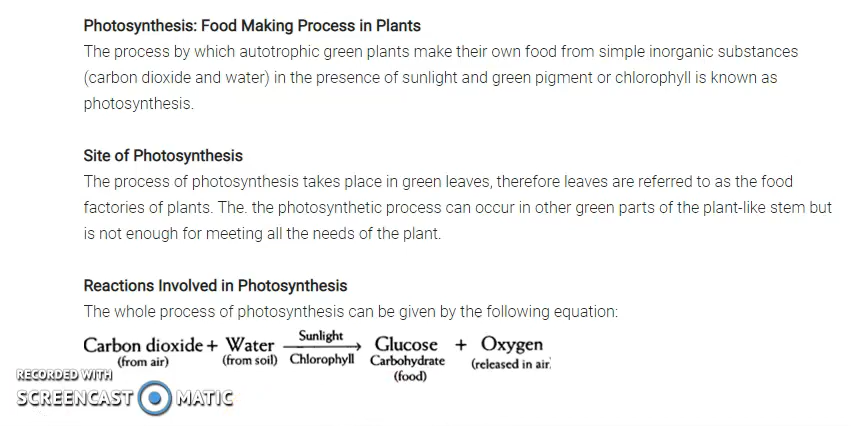 Photosynthesis: Food Making Process in Plants
The process by which autotrophic green plants make their own food from simple inorganic substances
(carbon dioxide and water) in the presence of sunlight and green pigment or chlorophyll is known as
photosynthesis.
Site of Photosynthesis
The process of photosynthesis takes place in green leaves, therefore leaves are referred to as the food
factories of plants. The. the photosynthetic process can occur in other green parts of the plant-like stem but
is not enough for meeting all the needs of the plant.
Reactions Involved in Photosynthesis
The whole process of photosynthesis can be given by the following equation:
Sunlight
Carbon dioxide + Water ⟶ Glucose + Oxygen
(from air) (from soil) Chlorophyll Carbohydrate (released in air.
(food)
RECORDED WITH
SCREENCAST MATIC